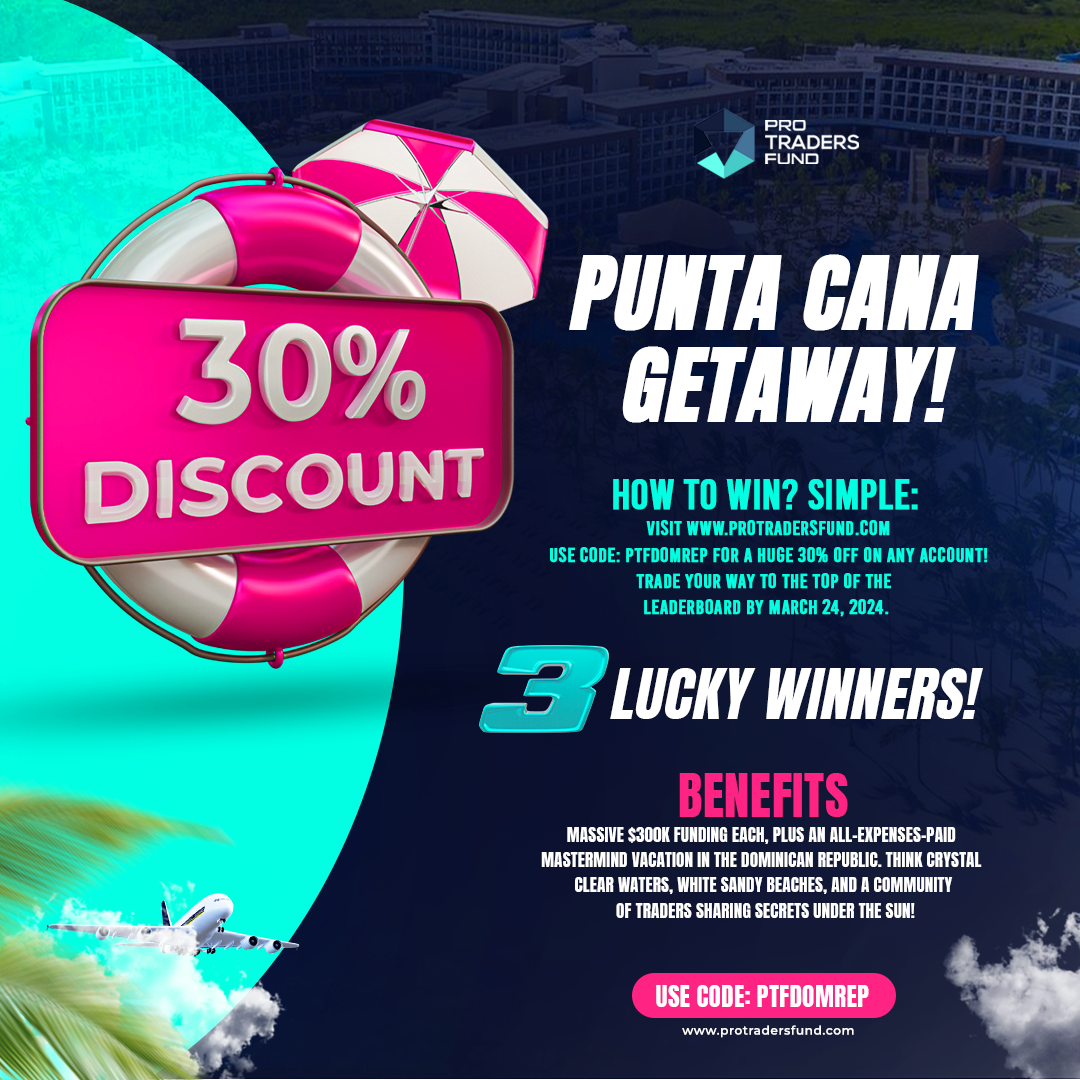 PRO
TRADERS
FUND
30%
DISCOUNT
PUNTA CANA
GETAWAY!
HOW TO WIN? SIMPLE:
VISIT WWW.PROTRADERSFUND.COM
USE CODE: PTFDOMREP FOR A HUGE 30% OFF ON ANY ACCOUNT!
TRADE YOUR WAY TO THE TOP OF THE
LEADERBOARD BY MARCH 24, 2024.
3 LUCKY WINNERS!
BENEFITS
MASSIVE $300K FUNDING EACH, PLUS AN ALL-EXPENSES-PAID
MASTERMIND VACATION IN THE DOMINICAN REPUBLIC. THINK CRYSTAL
CLEAR WATERS, WHITE SANDY BEACHES, AND A COMMUNITY
OF TRADERS SHARING SECRETS UNDER THE SUN!
USE CODE: PTFDOMREP
www.protradersfund.com